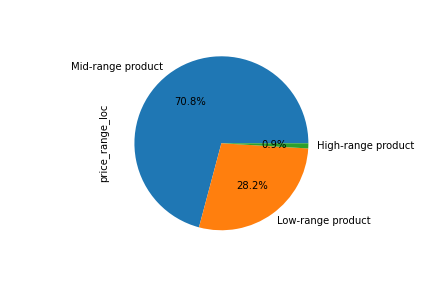 Mid-range product
70.8%
price_range_loc
0.9%
High-range product
28.2%
Low-range product